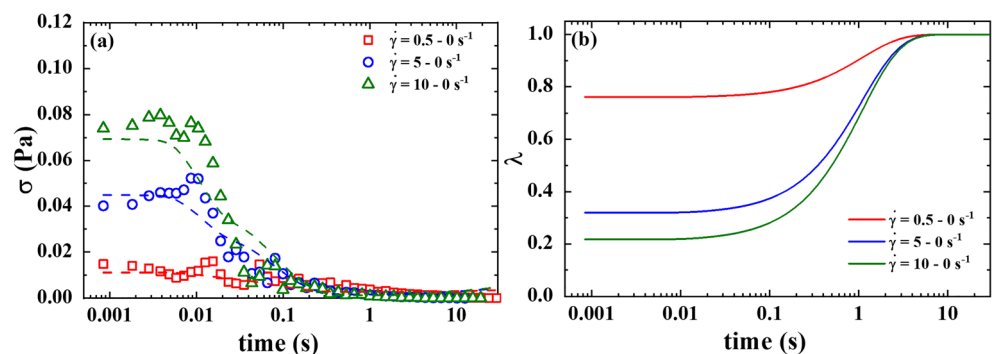 (a)
γ̇ = 0.5 - 0 s⁻¹
γ̇ = 5 - 0 s⁻¹
γ̇ = 10 - 0 s⁻¹
0.12
0.10
0.08
0.06
0.04
0.02
0.00
σ (Pa)
0.001
0.01
0.1
1
10
time (s)
(b)
γ̇ = 0.5 - 0 s⁻¹
γ̇ = 5 - 0 s⁻¹
γ̇ = 10 - 0 s⁻¹
1.0
0.8
0.6
0.4
0.2
0.0
λ
0.001
0.01
0.1
1
10
time (s)